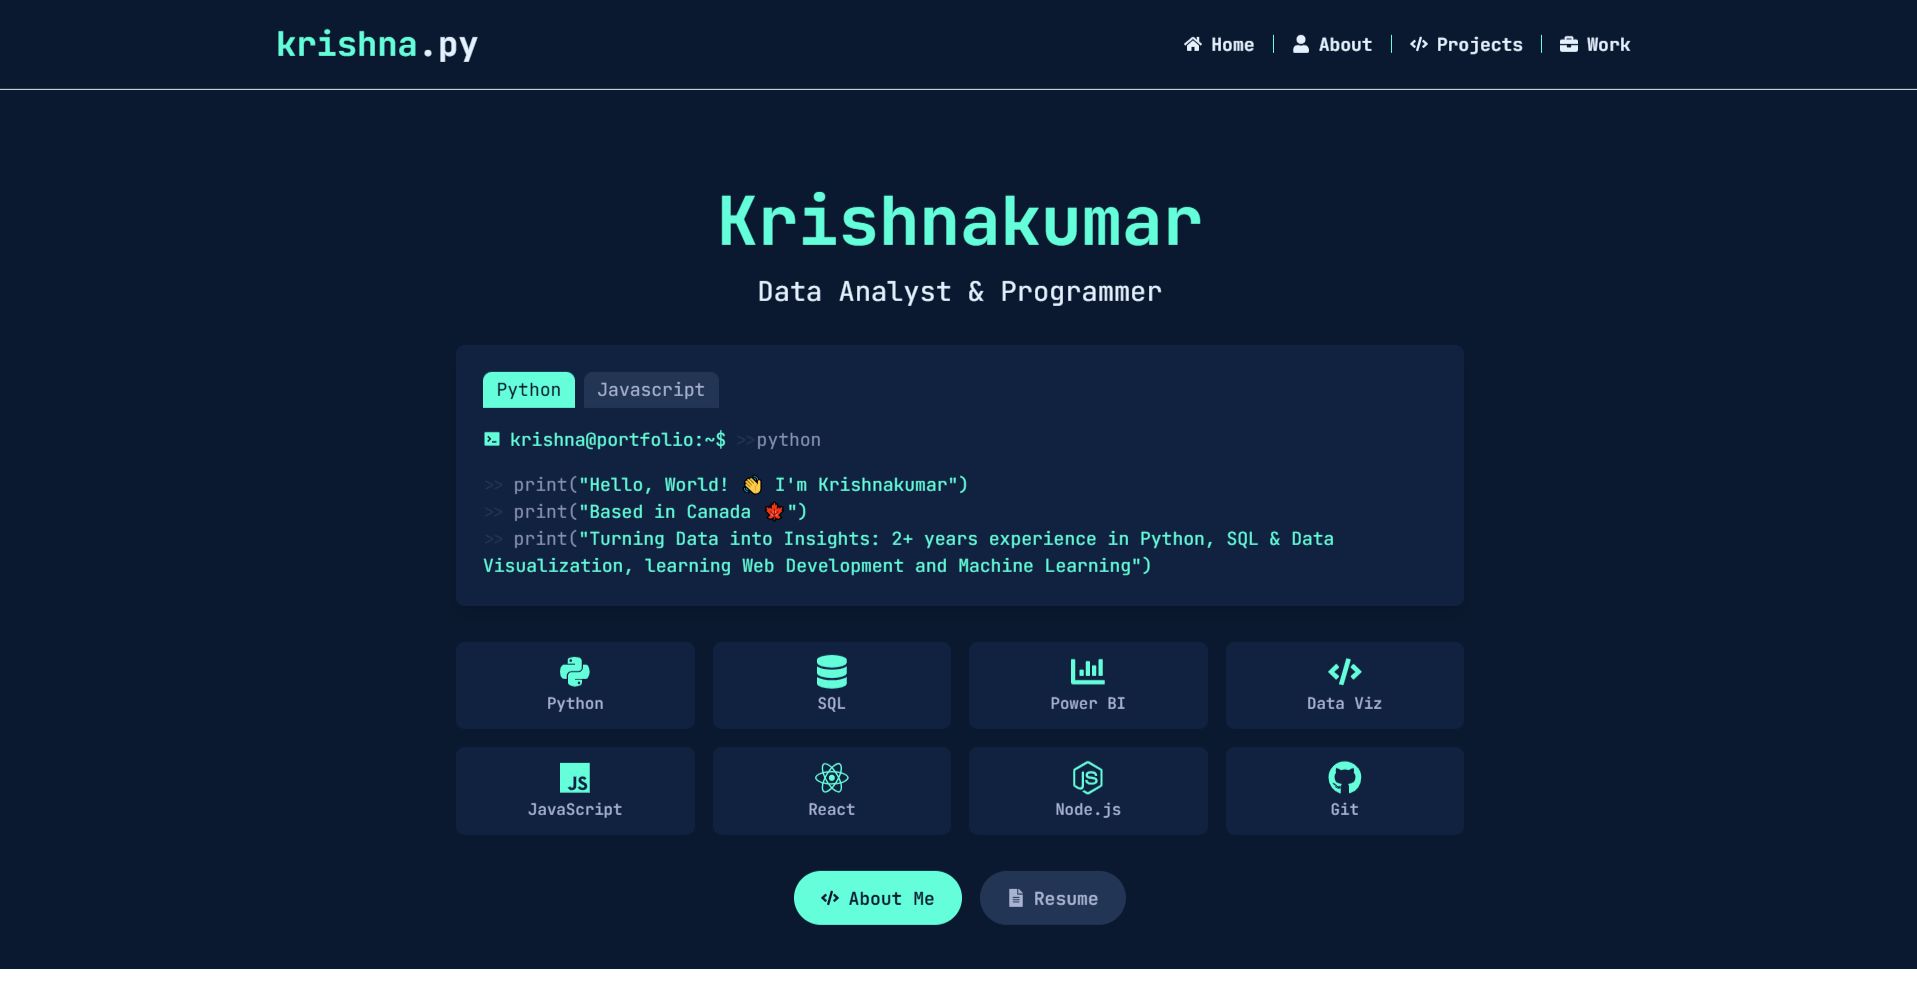 krishna.py
Home | About | Projects | Work
Krishnakumar
Data Analyst & Programmer
Python Javascript
krishna@portfolio:~$ >>python
>> print("Hello, World! 👋 I'm Krishnakumar")
>> print("Based in Canada 🍁")
>> print("Turning Data into Insights: 2+ years experience in Python, SQL & Data
Visualization, learning Web Development and Machine Learning")
Python SQL Power BI Data Viz
JS JS
JavaScript React Node.js Git
About Me Resume